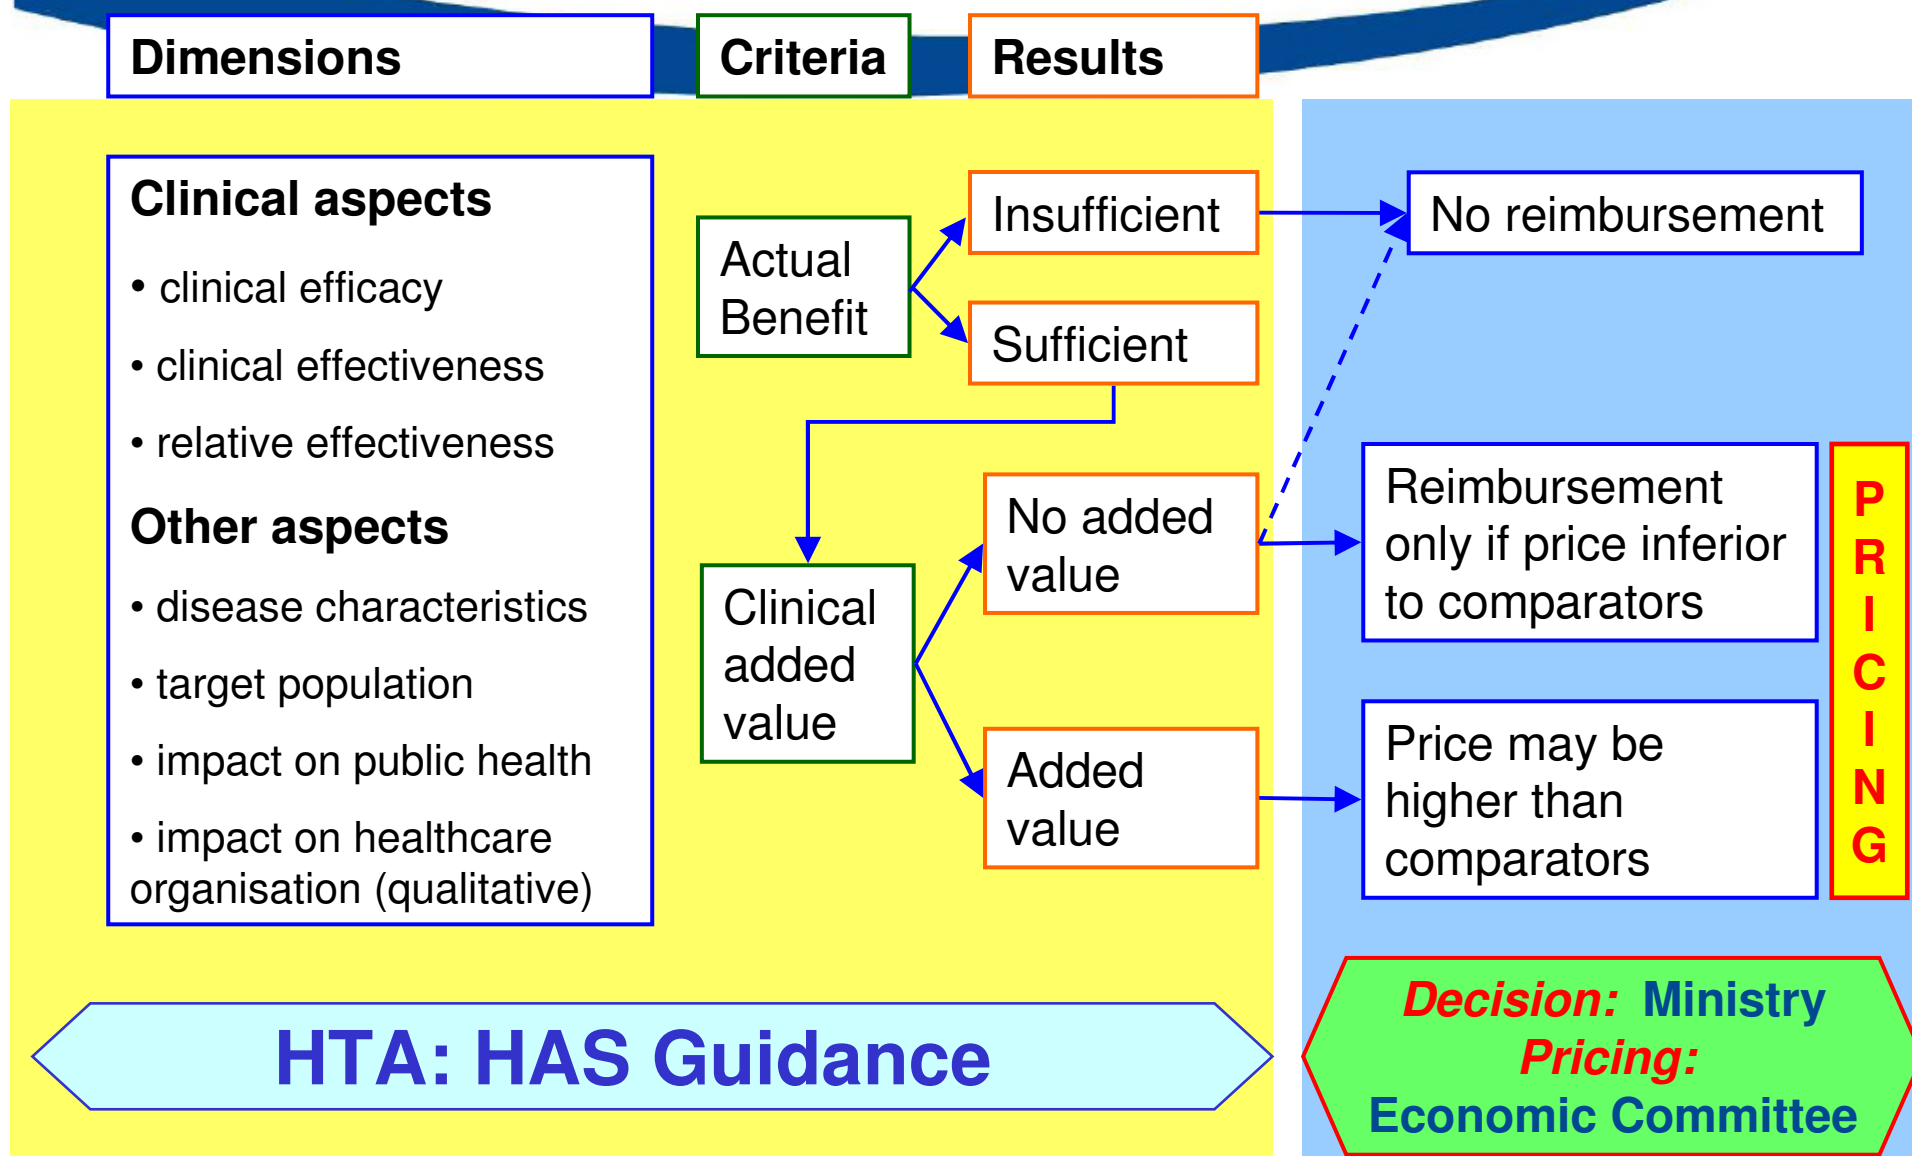 Dimensions
Criteria
Results
Clinical aspects
• clinical efficacy
• clinical effectiveness
• relative effectiveness
Other aspects
• disease characteristics
• target population
• impact on public health
• impact on healthcare
organisation (qualitative)
Actual
Benefit
Insufficient
Sufficient
No reimbursement
Clinical
added
value
No added
value
Added
value
Reimbursement
only if price inferior
to comparators
Price may be
higher than
comparators
P
R
I
C
I
N
G
HTA: HAS Guidance
Decision: Ministry
Pricing:
Economic Committee